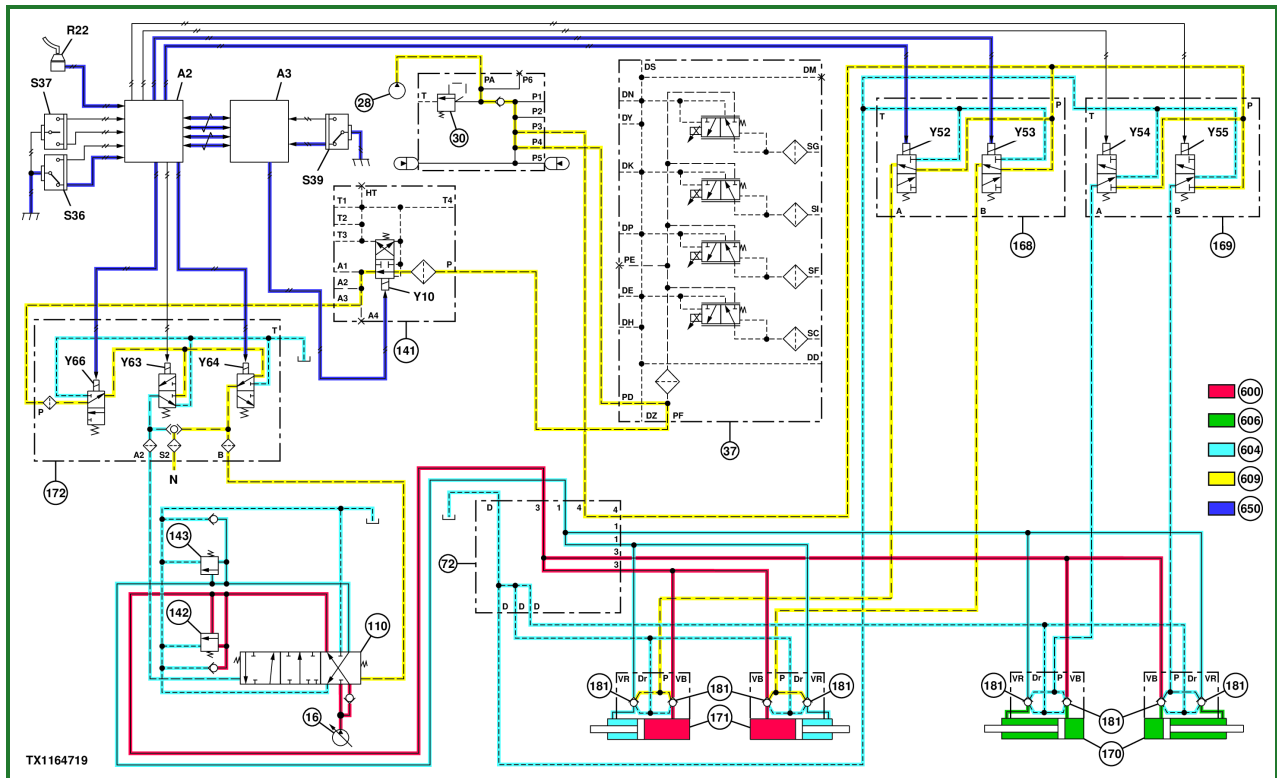 R22
A2
A3
S37
S36
S39
28
PA
P6
T
P1
P2
P3
P4
P5
30
HT
T1
T2
T3
T4
A1
A2
A3
A4
P
Y10
141
DS
DM
DN
DY
SG
DK
SI
DP
PE
SF
DE
DH
SC
DD
PD
DZ
PF
37
T
P
Y52
Y53
A
B
168
T
P
Y54
Y55
A
B
169
T
Y66
Y63
Y64
P
A2
S2
B
N
172
600
606
604
609
650
143
142
110
16
D
3
1
4
4
1
1
3
3
72
D
D
D
VR
Dr
P
VB
VB
P
Dr
VR
181
181
181
171
VR
Dr
P
VB
VB
P
Dr
VR
181
181
181
170
TX1164719